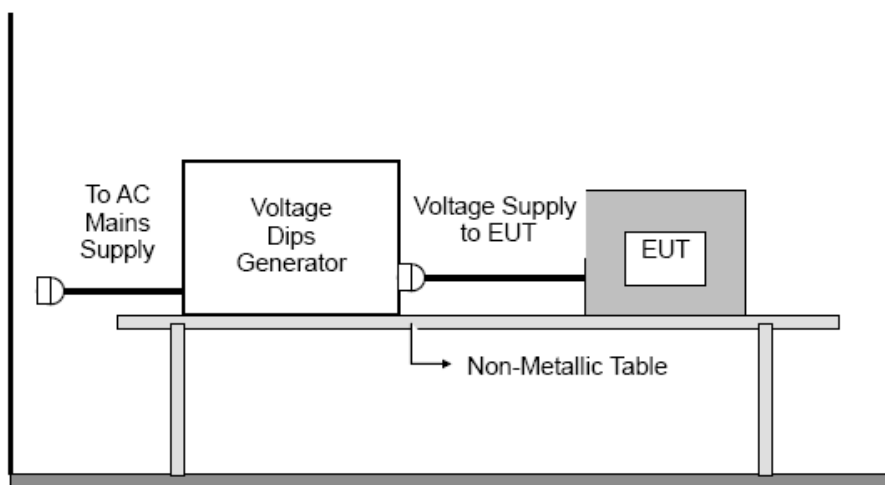 To AC
Mains
Supply
Voltage
Dips
Generator
Voltage Supply
to EUT
EUT
Non-Metallic Table